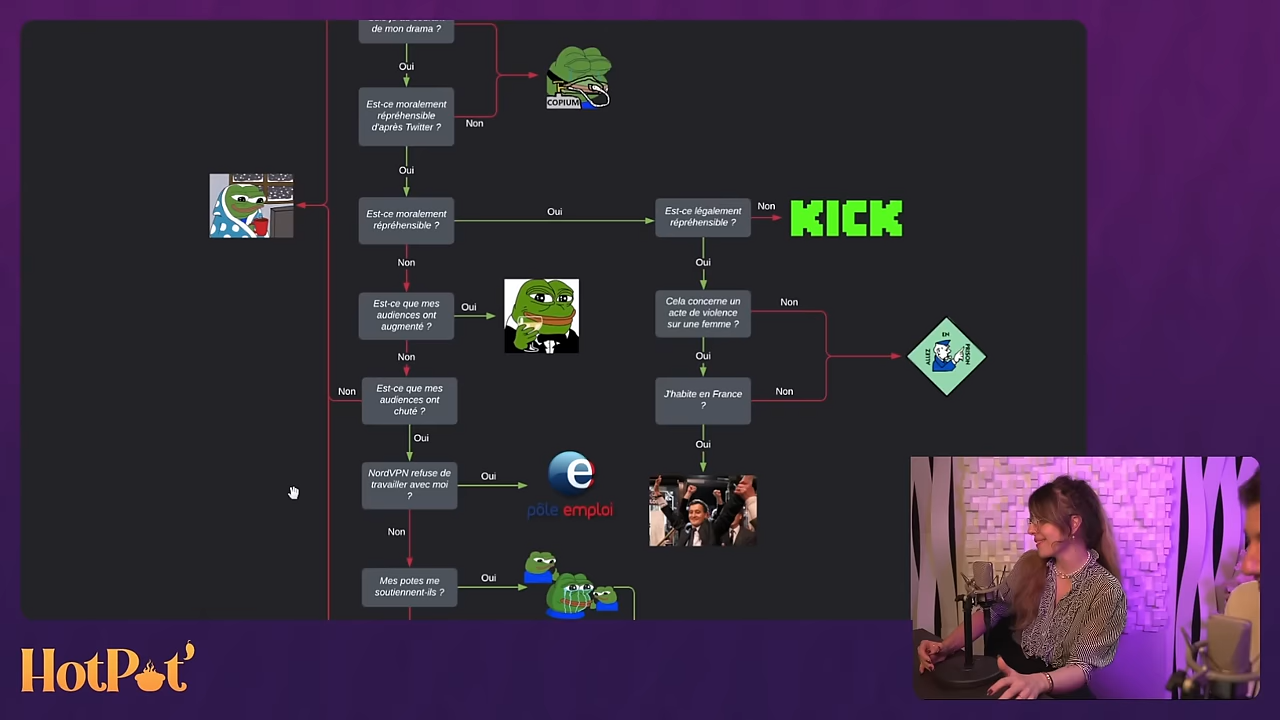 de mon drama ?
Oui
COPIUM
Est-ce moralement
répréhensible
d'après Twitter ?
Non
Oui
Est-ce moralement
répréhensible ?
Oui
Est-ce légalement
répréhensible ?
Non
KICK
Non
Oui
Est-ce que mes
audiences ont
augmenté ?
Oui
Cela concerne un
acte de violence
sur une femme ?
Non
ALLEZ
EN
PRISON
Non
Oui
Est-ce que mes
audiences ont
chuté ?
Non
J'habite en France
?
Non
Oui
Oui
NordVPN refuse de
travailler avec moi
?
Oui
e
pôle emploi
Non
Mes potes me
soutiennent-ils ?
Oui
HotPot'